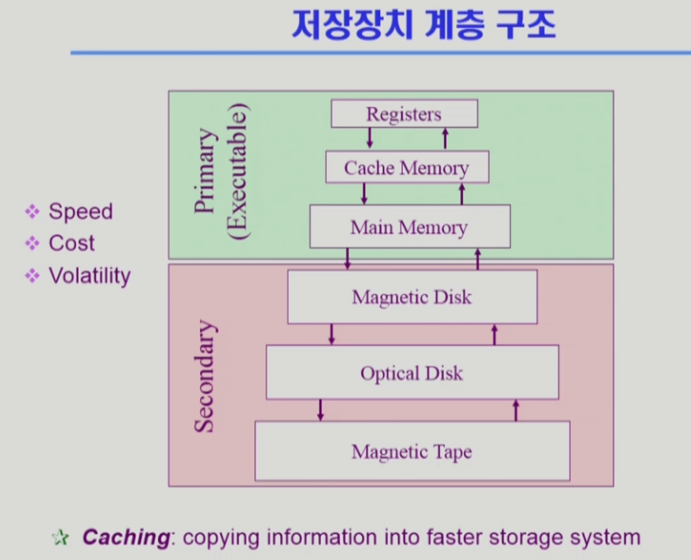 저장장치 계층 구조
Primary
(Executable)
Registers
Cache Memory
Main Memory
Speed
Cost
Volatility
Secondary
Magnetic Disk
Optical Disk
Magnetic Tape
Caching: copying information into faster storage system